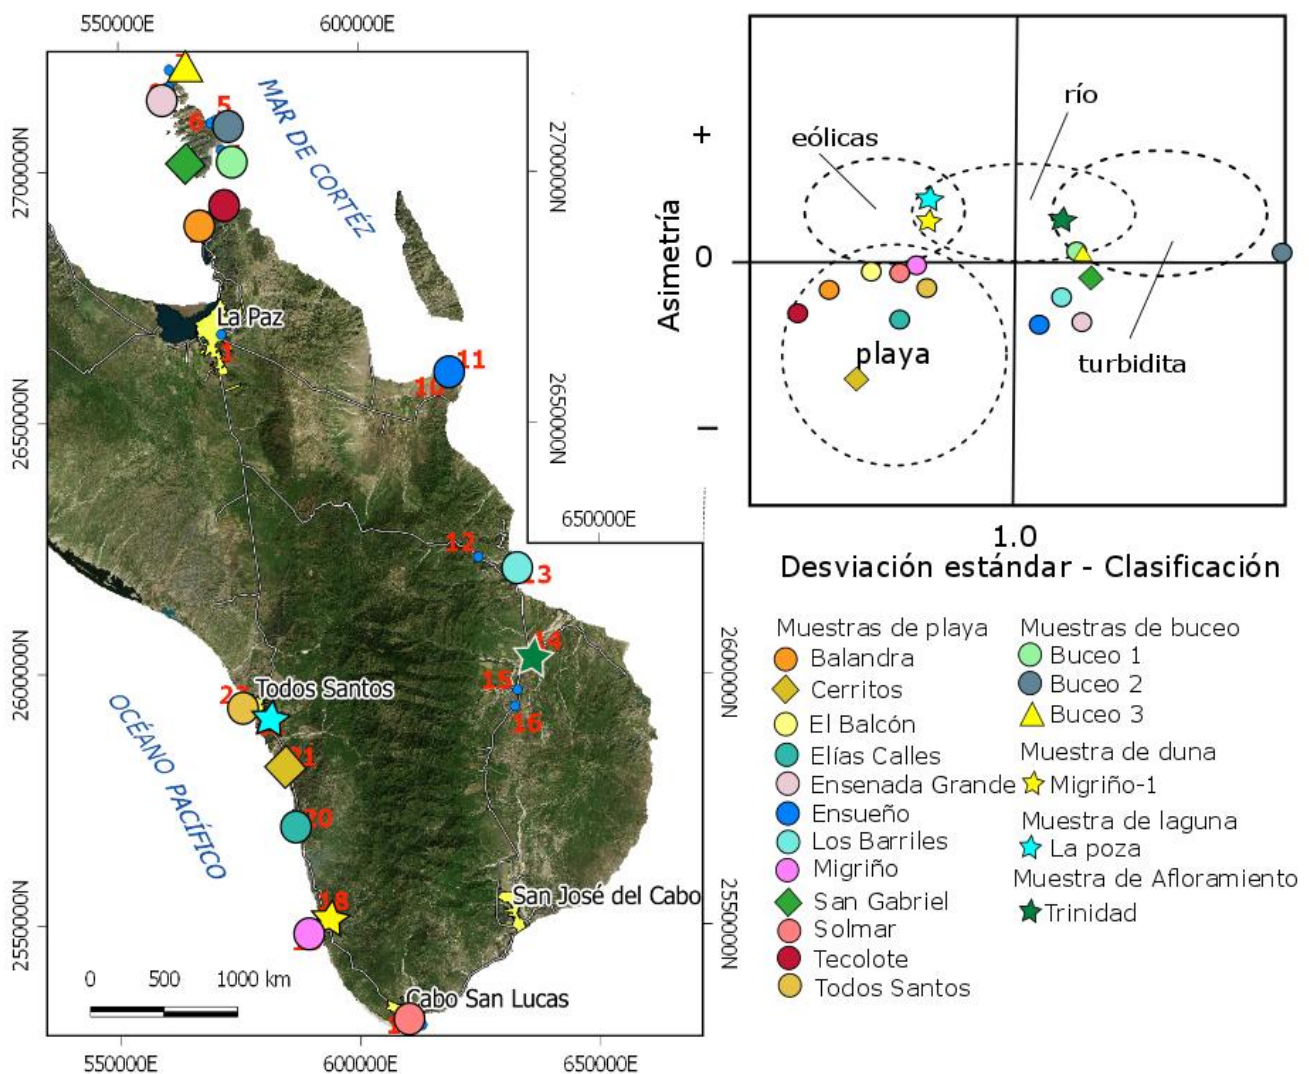 550000E
600000E
MAR DE CORTÉZ
2700000N
2700000N
5
6
La Paz
1
11
10
2650000N
2650000N
650000E
12
13
14
15
16
2600000N
2600000N
Todos Santos
OCÉANO PACÍFICO
21
20
18
San José del Cabo
2550000N
2550000N
0 500 1000 km
Cabo San Lucas
550000E
600000E
650000E
río
eólicas
+
Asimetría
0
playa
turbidita
1.0
Desviación estándar - Clasificación
Muestras de playa
Balandra
Cerritos
El Balcón
Elías Calles
Ensenada Grande
Ensueño
Los Barriles
Migriño
San Gabriel
Solmar
Tecolote
Todos Santos
Muestras de buceo
Buceo 1
Buceo 2
Buceo 3
Muestra de duna
Migriño-1
Muestra de laguna
La poza
Muestra de Afloramiento
Trinidad